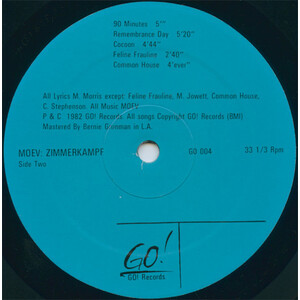 90 Minutes 5""
Remembrance Day 5'20"
Cocoon 4'44"
Feline Frauline 2'40"
Common House 4'ever"
All Lyrics M. Morris except: Feline Frauline, M. Jowett, Common House,
C. Stephenson. All Music MOEV.
P & C 1982 GO! Records. All songs Copyright GO! Records (BMI)
Mastered By Bernie Grundman in L.A.
MOEV: ZIMMERKAMPF GO 004 33 1/3 Rpm
Side Two
GO!
GO! Records